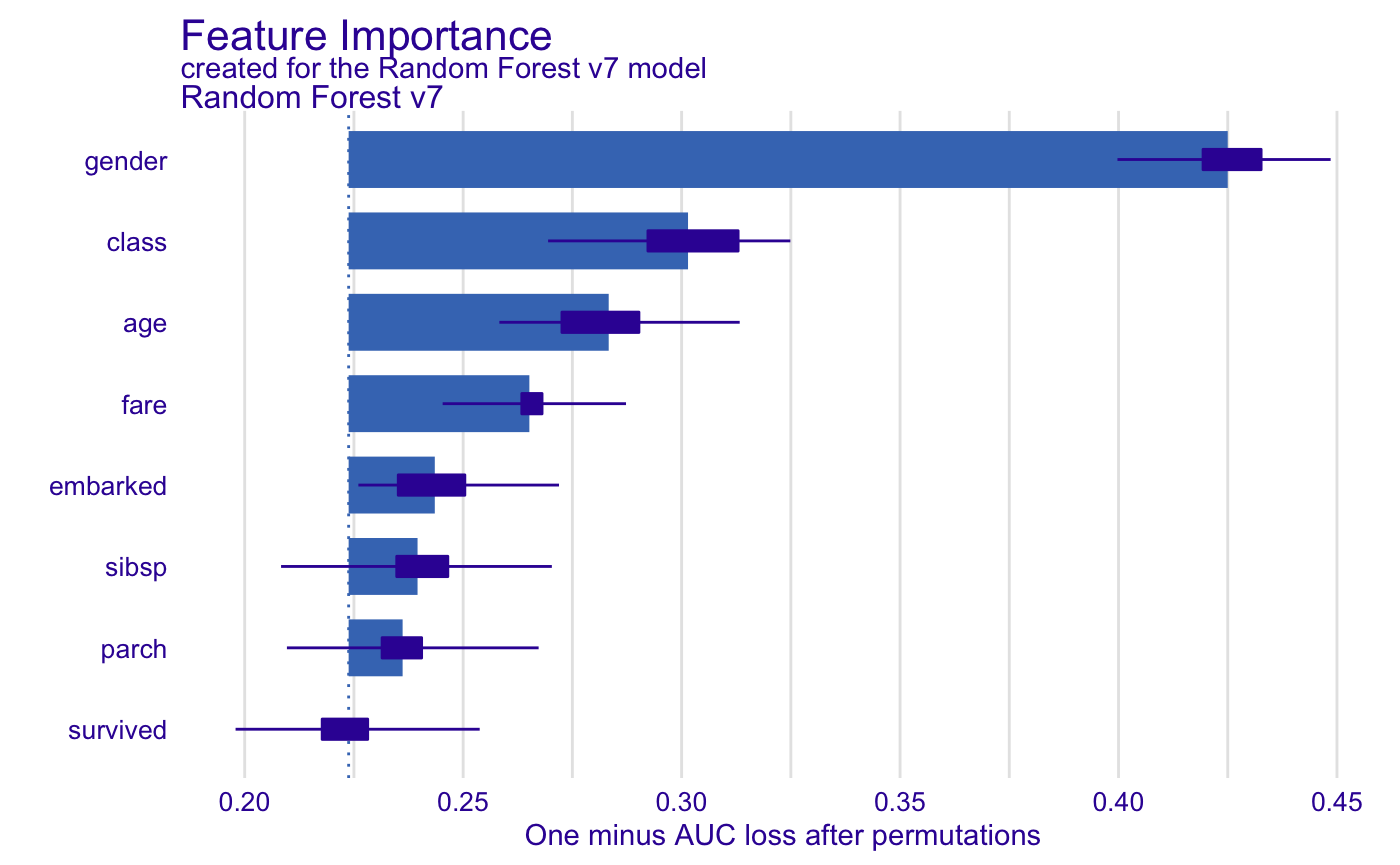 Feature Importance
created for the Random Forest v7 model
Random Forest v7
gender
class
age
fare
embarked
sibsp
parch
survived
0.20 0.25 0.30 0.35 0.40 0.45
One minus AUC loss after permutations